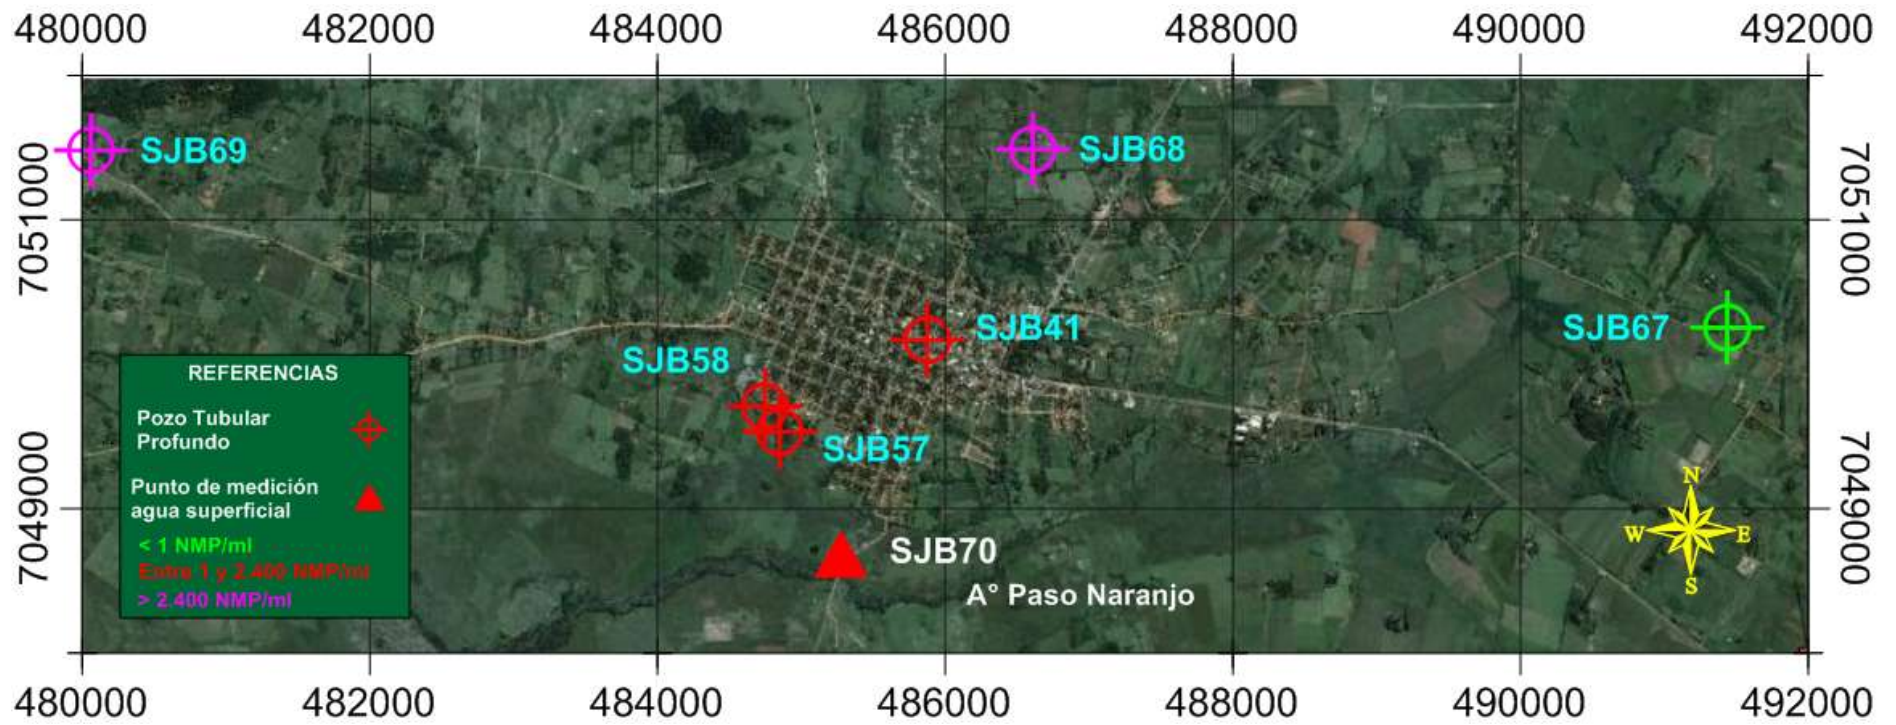 480000 482000 484000 486000 488000 490000 492000
SJB69
SJB68
7051000
7051000
SJB41
SJB67
SJB58
SJB57
REFERENCIAS
Pozo Tubular
Profundo
Punto de medición
agua superficial
< 1 NMP/ml
Entre 1 y 2.400 NMP/ml
> 2.400 NMP/ml
7049000
7049000
N
W
E
S
SJB70
A° Paso Naranjo
480000 482000 484000 486000 488000 490000 492000